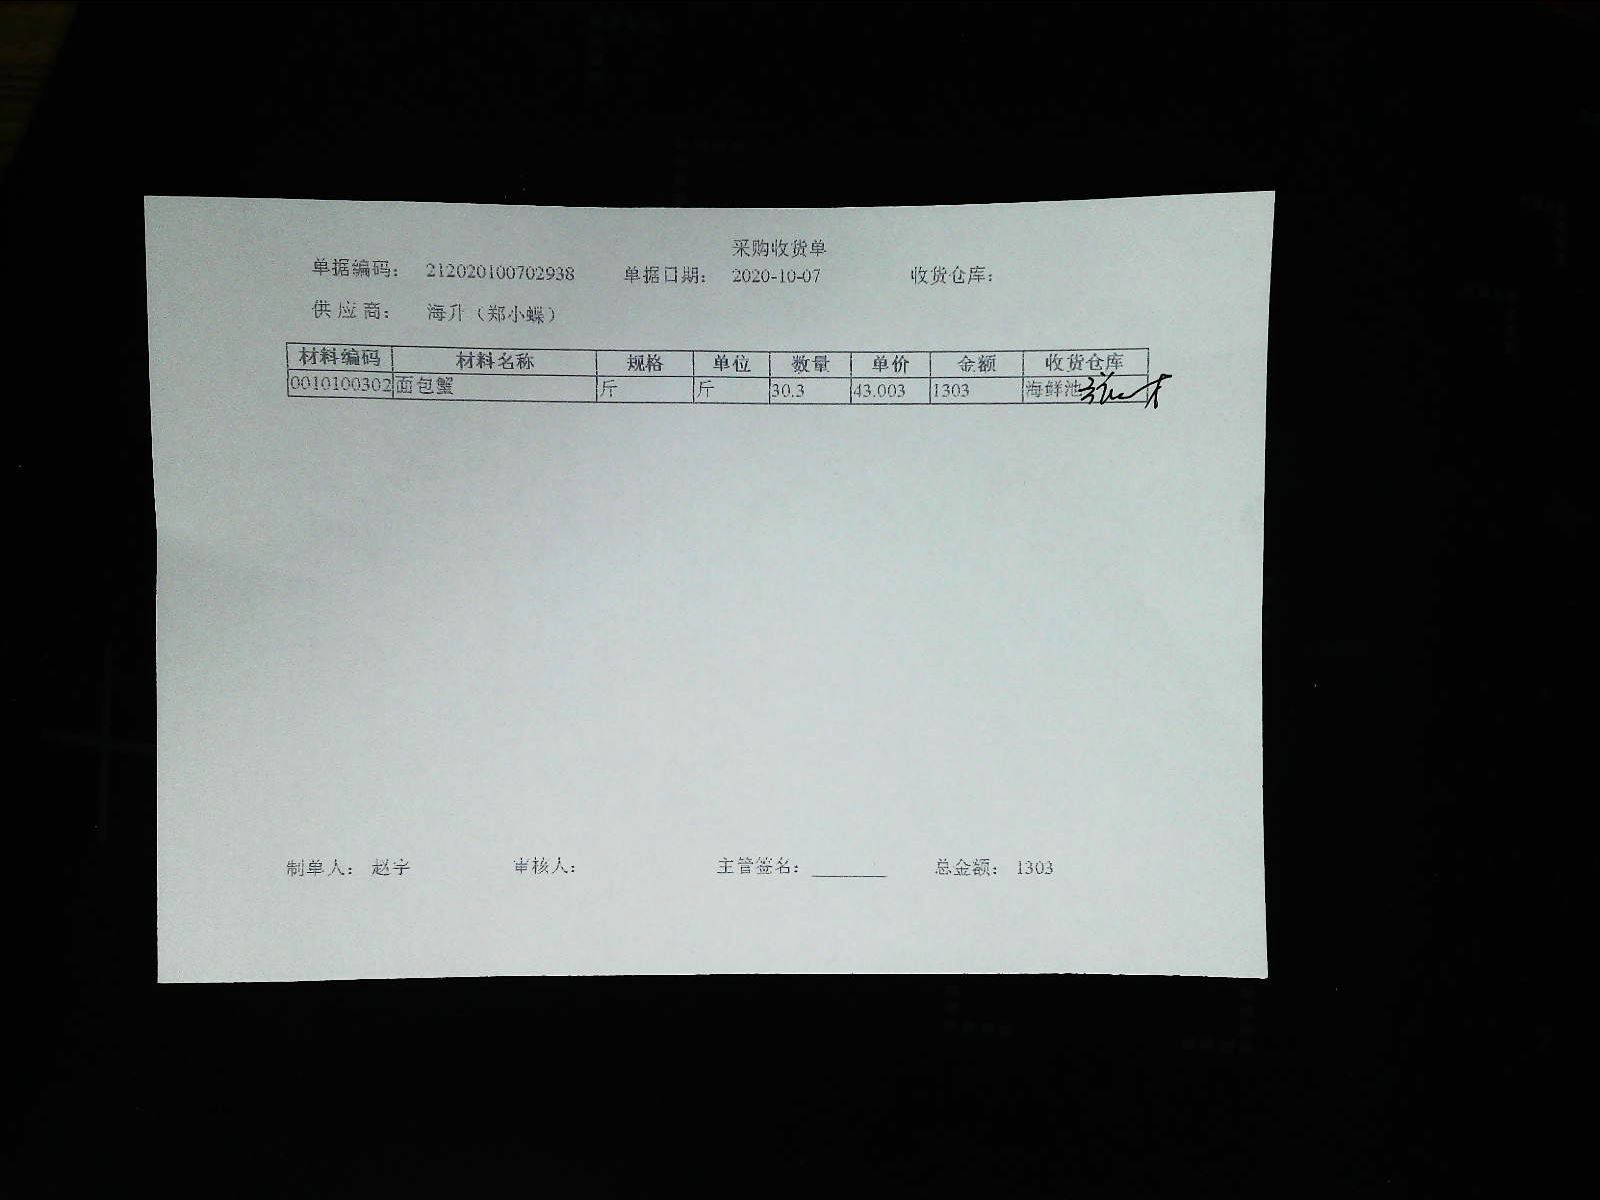 采购收货单
单据编码: 212020100702938 单据日期: 2020-10-07 收货仓库:
供应商: 海升（郑小蝶）
材料编码 材料名称 规格 单位 数量 单价 金额 收货仓库
0010100302 面包蟹 斤 斤 30.3 43.003 1303 海鲜池
制单人: 赵宇 审核人: 主管签名: 总金额: 1303